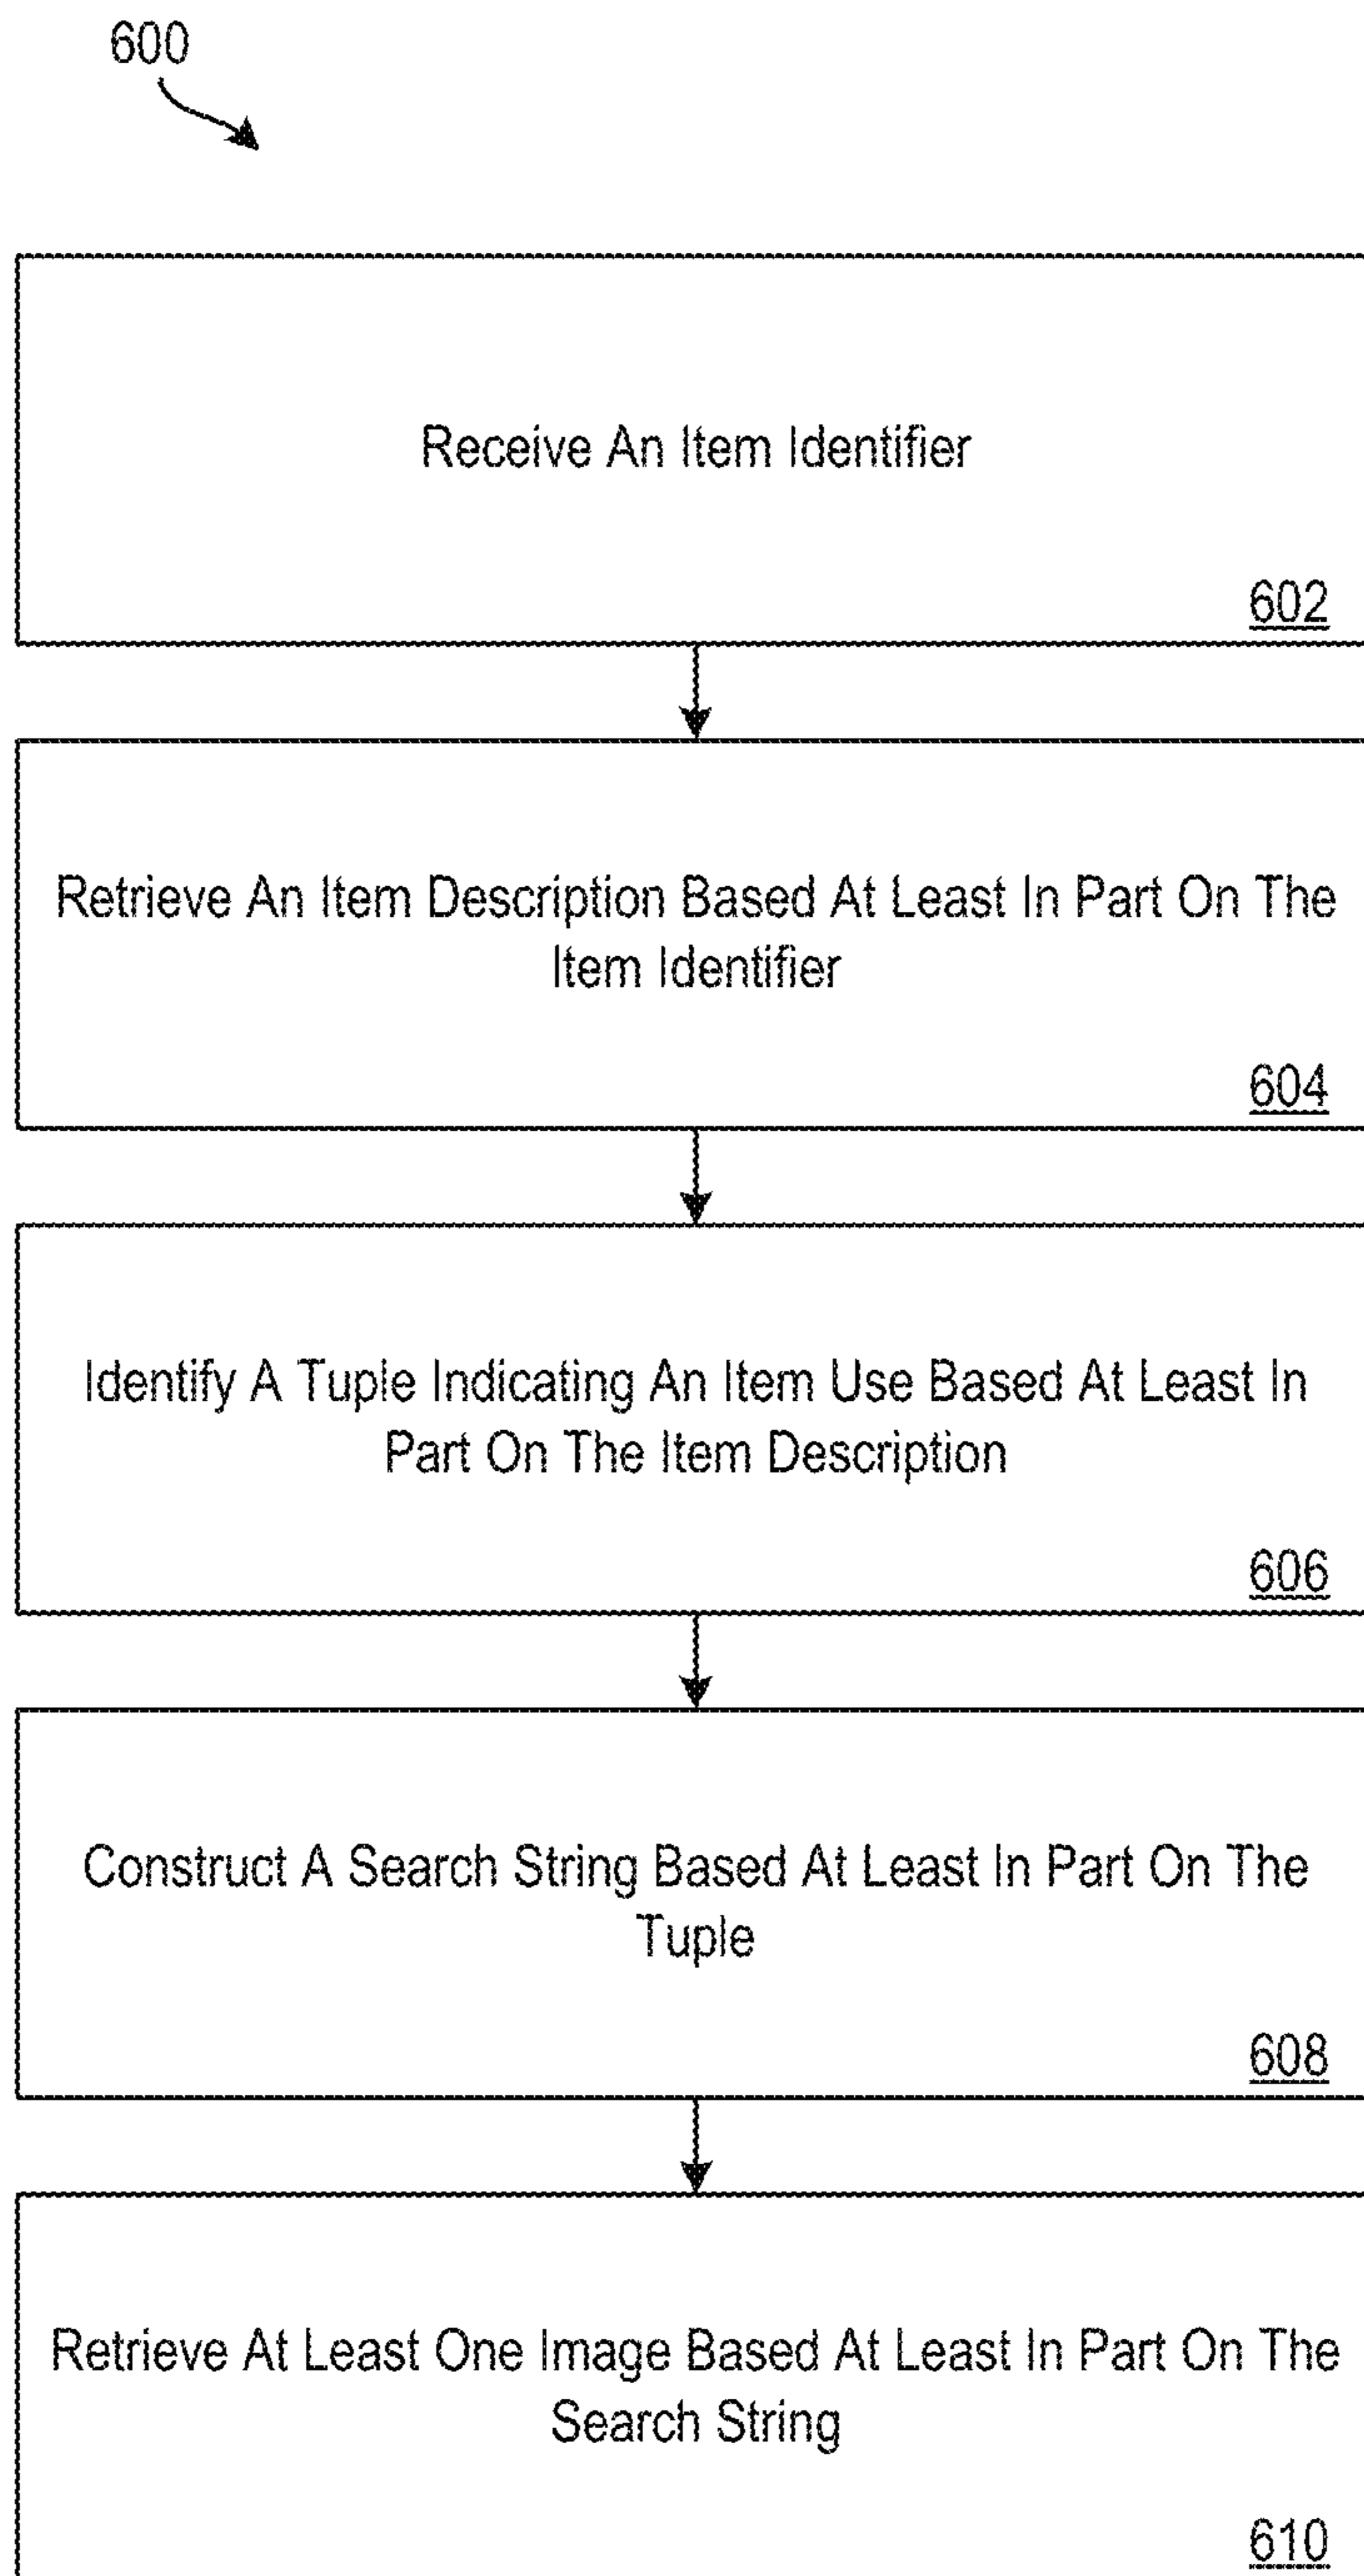 600
Receive An Item Identifier
602
Retrieve An Item Description Based At Least In Part On The
Item Identifier
604
Identify A Tuple Indicating An Item Use Based At Least In
Part On The Item Description
606
Construct A Search String Based At Least In Part On The
Tuple
608
Retrieve At Least One Image Based At Least In Part On The
Search String
610